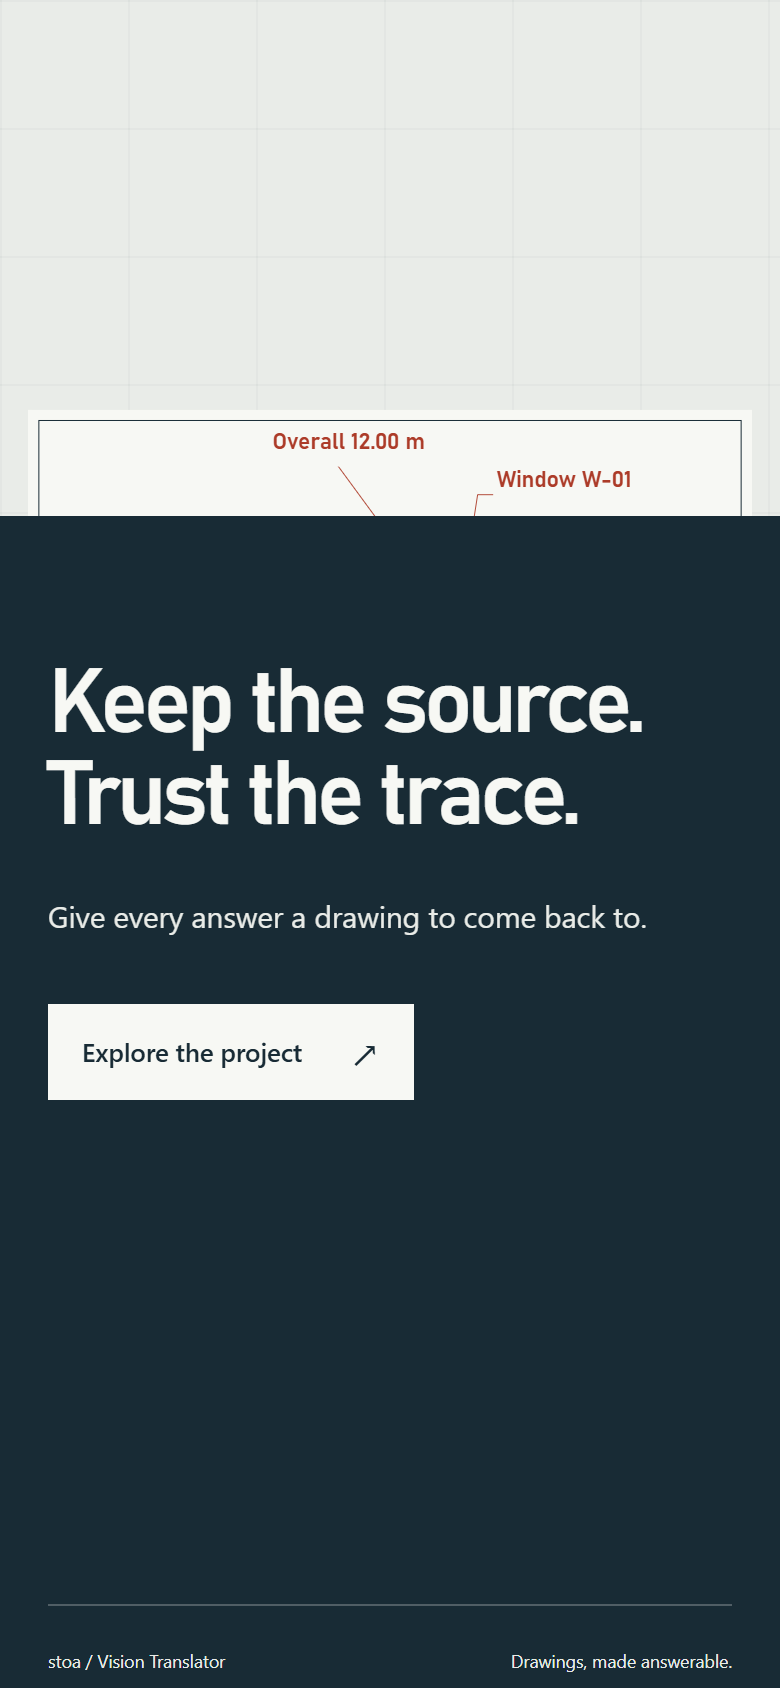 Overall 12.00 m
Window W-01
Keep the source.
Trust the trace.
Give every answer a drawing to come back to.
Explore the project ↗
stoa / Vision Translator
Drawings, made answerable.